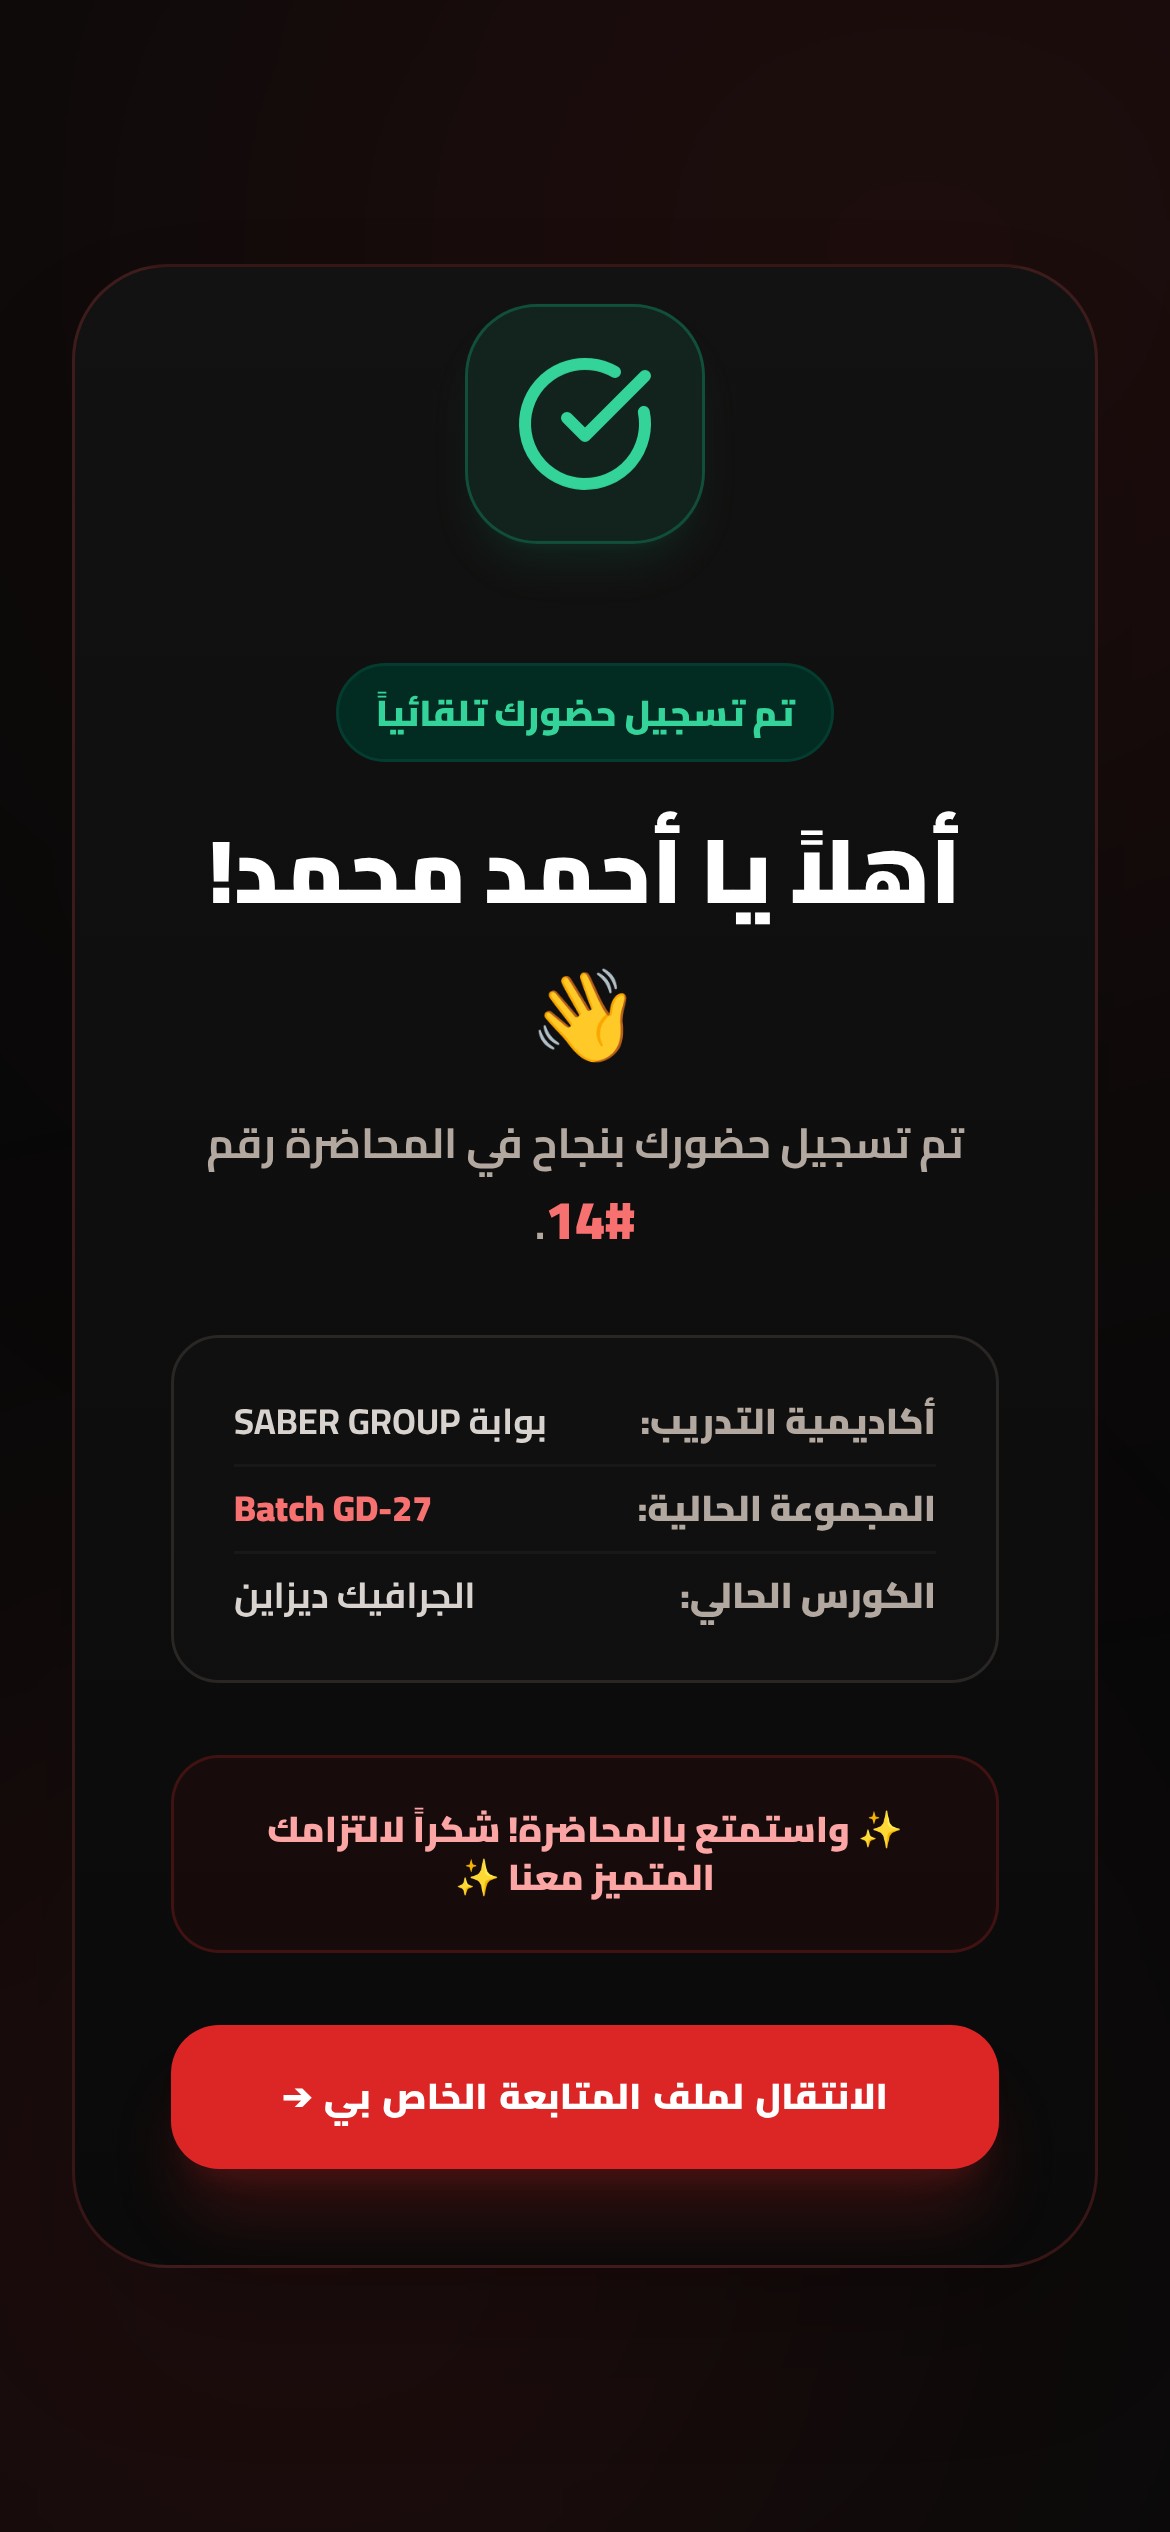 تم تسجيل حضورك تلقائياً
أهلاً يا أحمد محمد!
👋
تم تسجيل حضورك بنجاح في المحاضرة رقم
#14.
أكاديمية التدريب: بوابة SABER GROUP
المجموعة الحالية: Batch GD-27
الكورس الحالي: الجرافيك ديزاين
✨ واستمتع بالمحاضرة! شكراً لالتزامك
المتميز معنا ✨
الانتقال لملف المتابعة الخاص بي ➔